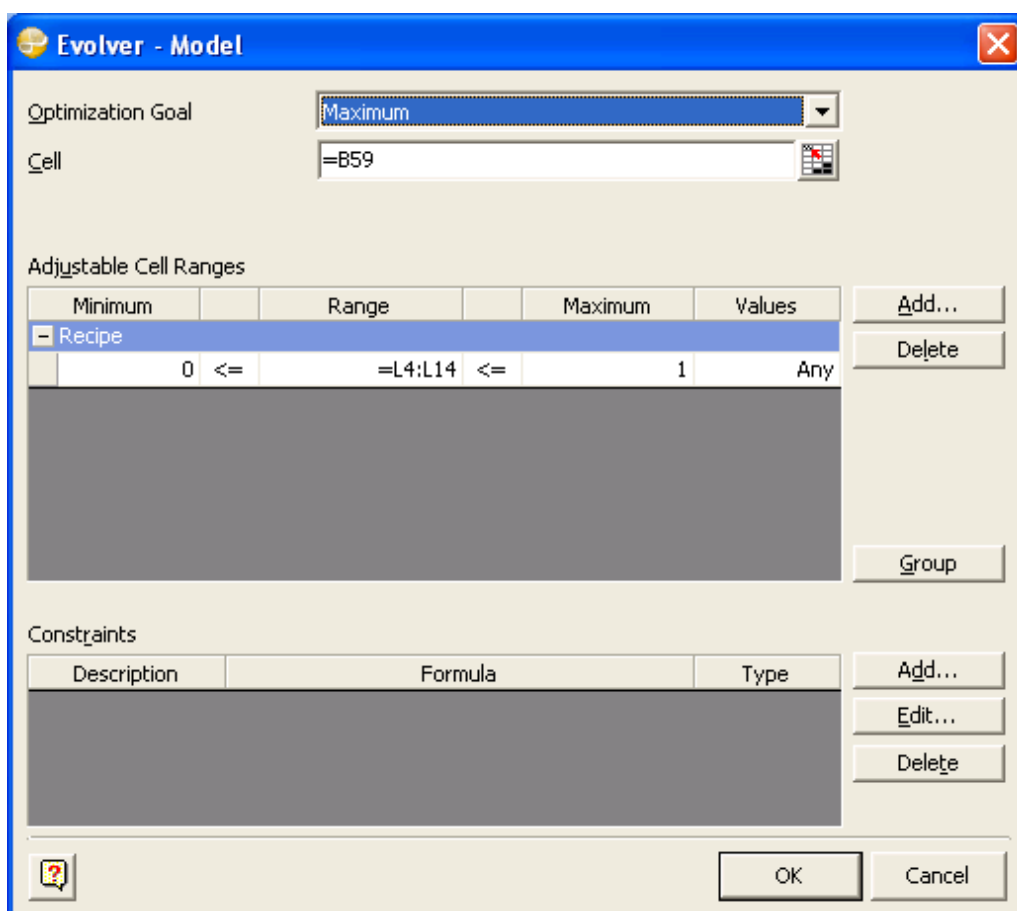 Evolver - Model
Optimization Goal Maximum
Cell =B59
Adjustable Cell Ranges
Minimum Range Maximum Values Add...
Recipe
Delete
0 <= =L4:L14 <= 1 Any
Group
Constraints
Description Formula Type Add...
Edit...
Delete
? OK Cancel